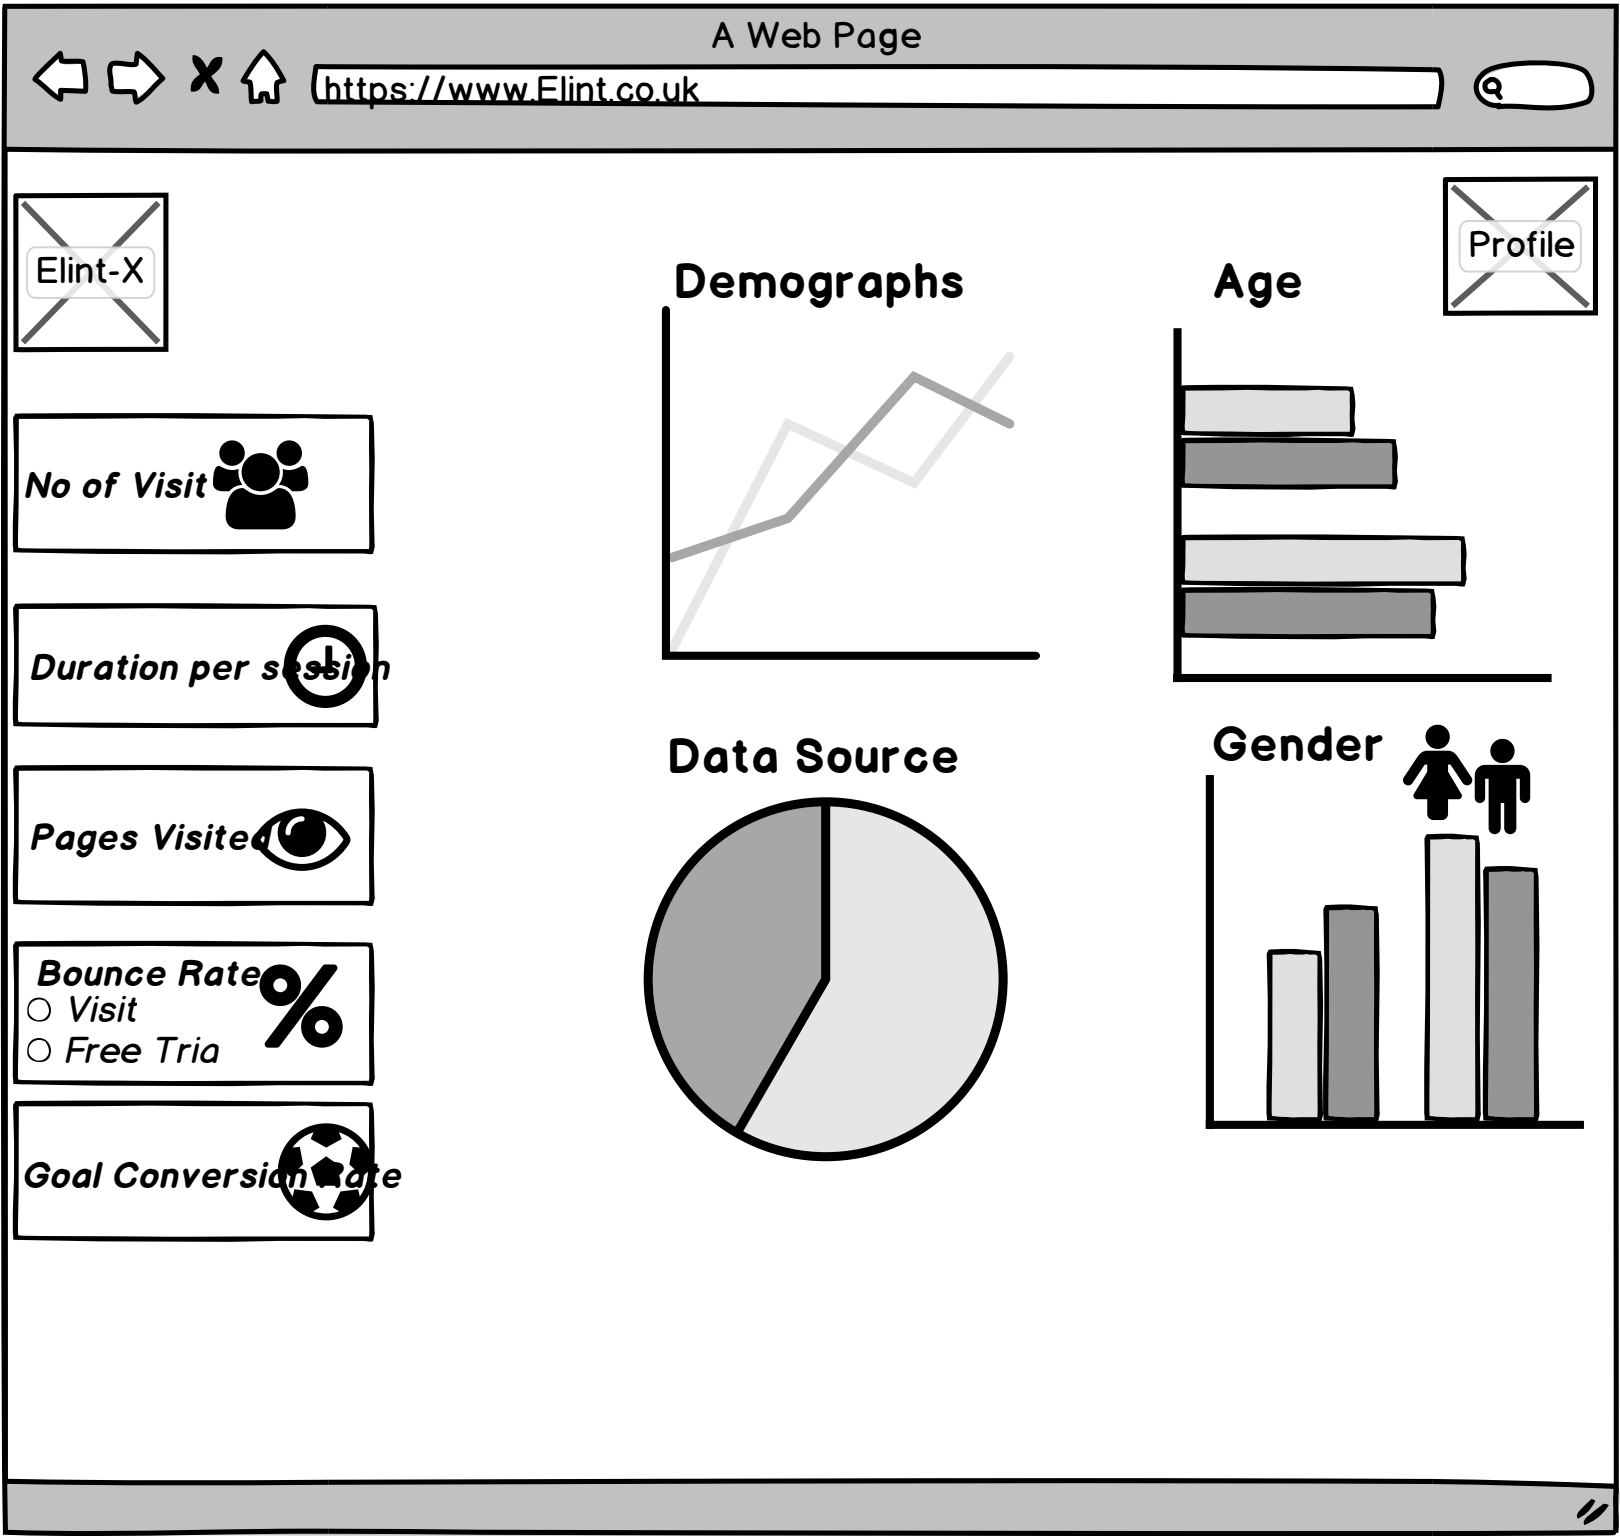 A Web Page
https://www.Elint.co.uk
Elint-X
Profile
Demographs
Age
No of Visit
Duration per session
Data Source
Gender
Pages Visited
Bounce Rate
Visit
Free Tria
Goal Conversion Rate